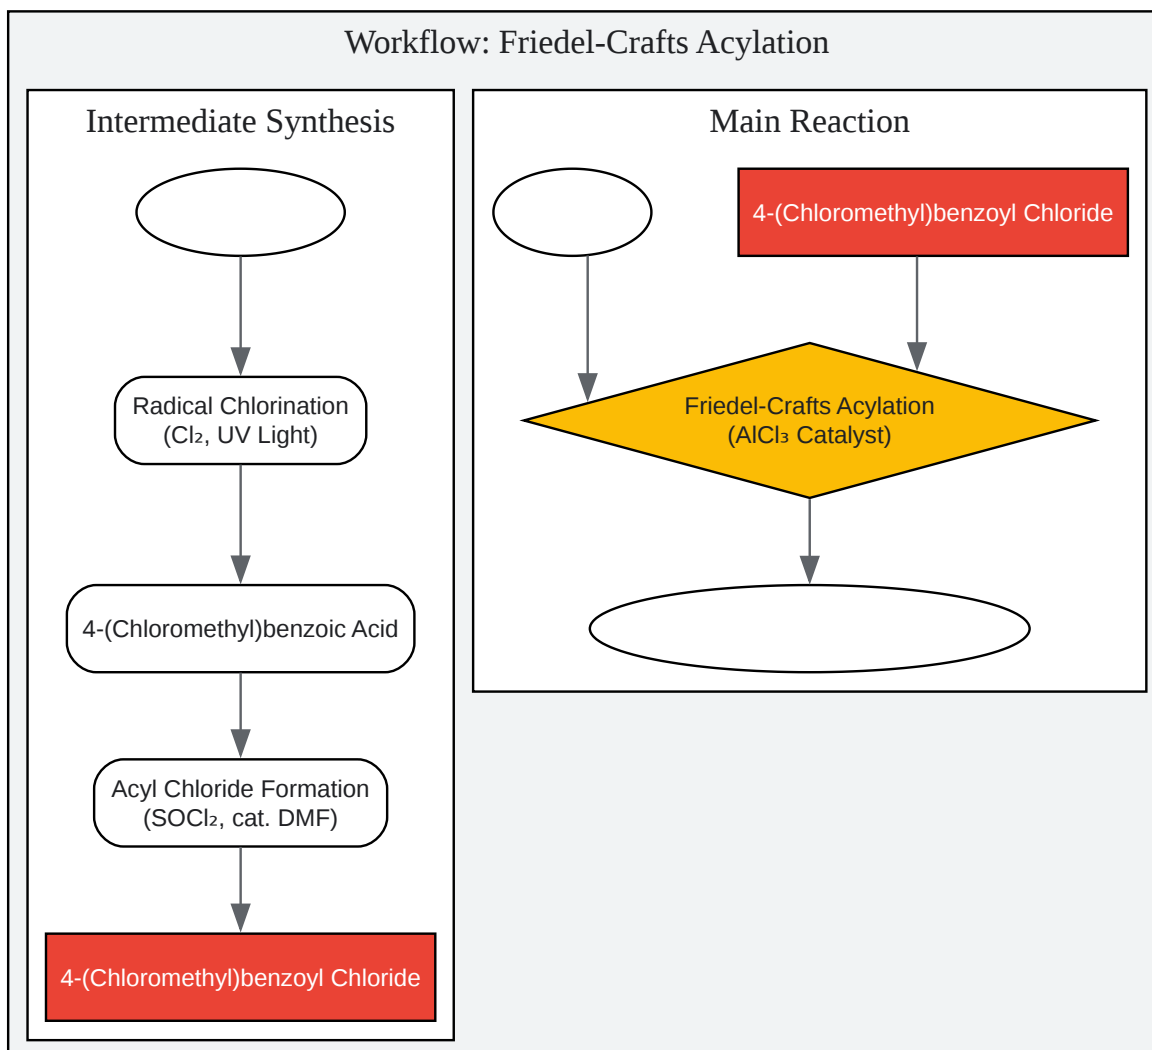 Workflow: Friedel-Crafts Acylation
Intermediate Synthesis
Radical Chlorination
(Cl₂, UV Light)
4-(Chloromethyl)benzoic Acid
Acyl Chloride Formation
(SOCl₂, cat. DMF)
4-(Chloromethyl)benzoyl Chloride
Main Reaction
4-(Chloromethyl)benzoyl Chloride
Friedel-Crafts Acylation
(AlCl₃ Catalyst)